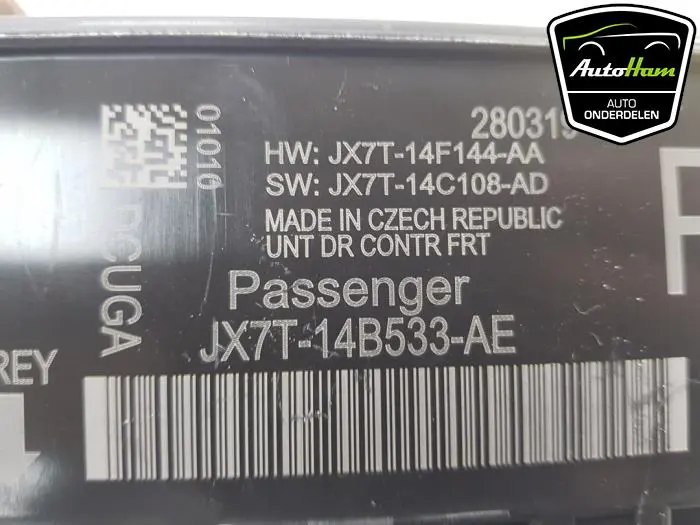 AutoHam
AUTO
ONDERDELEN
01010
HW: JX7T-14F144-AA
SW: JX7T-14C108-AD
MADE IN CZECH REPUBLIC
UNT DR CONTR FRT
DCUGA
Passenger
JX7T-14B533-AE